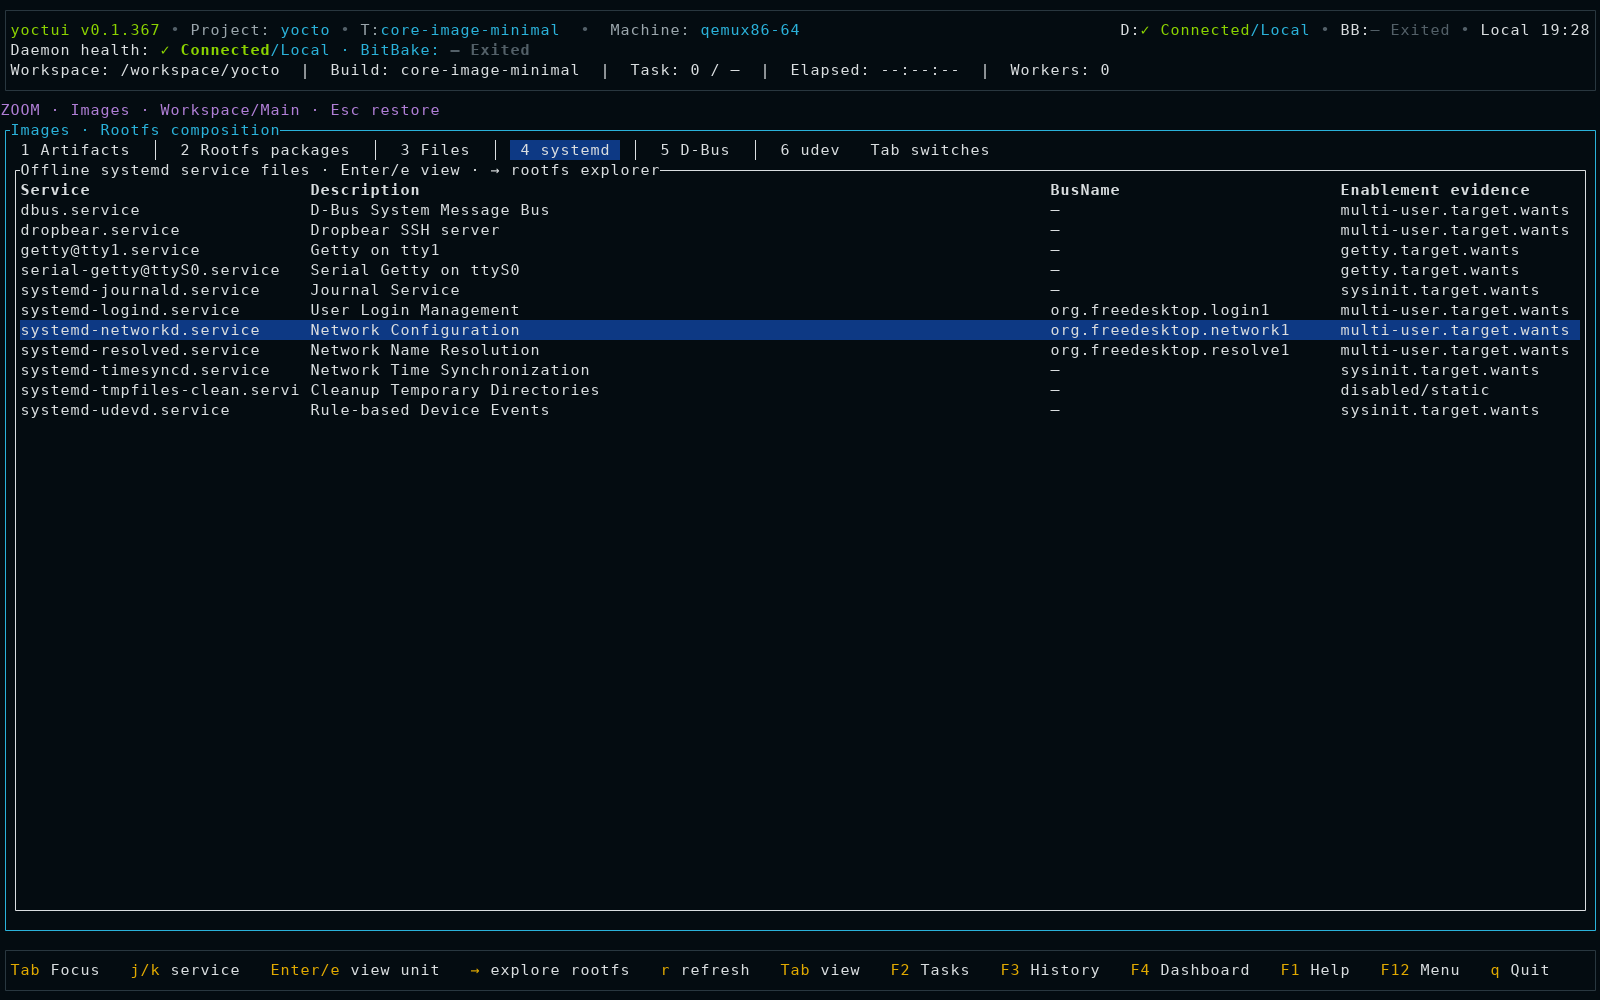 yoctui v0.1.367 • Project: yocto • T:core-image-minimal • Machine: qemux86-64 D:✓ Connected/Local • BB:— Exited • Local 19:28
Daemon health: ✓ Connected/Local · BitBake: — Exited
Workspace: /workspace/yocto | Build: core-image-minimal | Task: 0 / — | Elapsed: --:--:-- | Workers: 0
ZOOM · Images · Workspace/Main · Esc restore
Images · Rootfs composition
1 Artifacts │ 2 Rootfs packages │ 3 Files │ 4 systemd │ 5 D-Bus │ 6 udev Tab switches
Offline systemd service files · Enter/e view · → rootfs explorer
Service Description BusName Enablement evidence
dbus.service D-Bus System Message Bus — multi-user.target.wants
dropbear.service Dropbear SSH server — multi-user.target.wants
getty@tty1.service Getty on tty1 — getty.target.wants
serial-getty@ttyS0.service Serial Getty on ttyS0 — getty.target.wants
systemd-journald.service Journal Service — sysinit.target.wants
systemd-logind.service User Login Management org.freedesktop.login1 multi-user.target.wants
systemd-networkd.service Network Configuration org.freedesktop.network1 multi-user.target.wants
systemd-resolved.service Network Name Resolution org.freedesktop.resolve1 multi-user.target.wants
systemd-timesyncd.service Network Time Synchronization — sysinit.target.wants
systemd-tmpfiles-clean.servi Cleanup Temporary Directories — disabled/static
systemd-udevd.service Rule-based Device Events — sysinit.target.wants
Tab Focus j/k service Enter/e view unit → explore rootfs r refresh Tab view F2 Tasks F3 History F4 Dashboard F1 Help F12 Menu q Quit